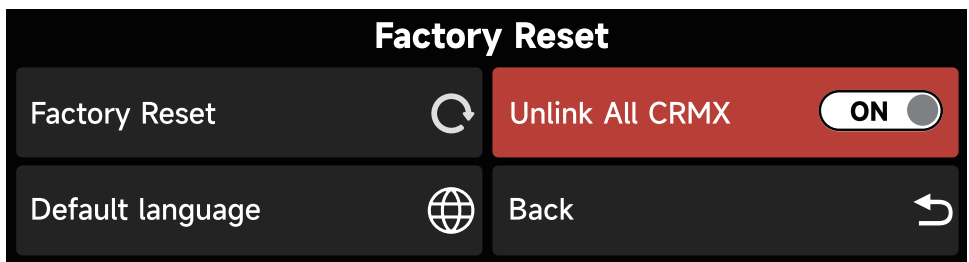 Factory Reset
Factory Reset
Unlink All CRMX ON
Default language
Back